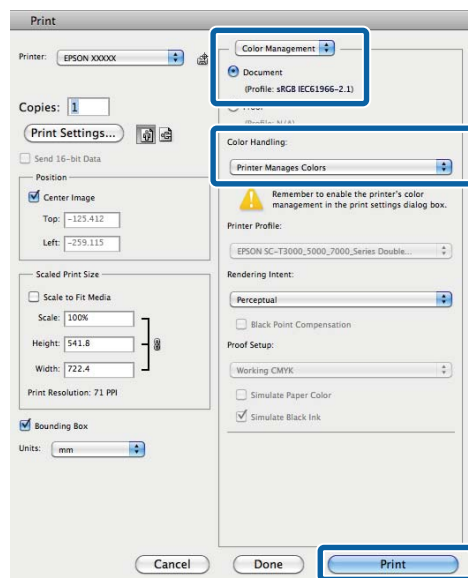 Print
Printer: EPSON XXXXX
Copies: 1
Print Settings...
Send 16-bit Data
Position
Center Image
Top: -125.412
Left: -259.115
Scaled Print Size
Scale to Fit Media
Scale: 100%
Height: 541.8
Width: 722.4
Print Resolution: 71 PPI
Bounding Box
Units: mm
Color Management
Document
(Profile: sRGB IEC61966-2.1)
Color Handling:
Printer Manages Colors
Remember to enable the printer's color
management in the print settings dialog box.
Printer Profile:
EPSON SC-T3000_5000_7000_Series Double...
Rendering Intent:
Perceptual
Black Point Compensation
Proof Setup:
Working CMYK
Simulate Paper Color
Simulate Black Ink
Cancel
Done
Print